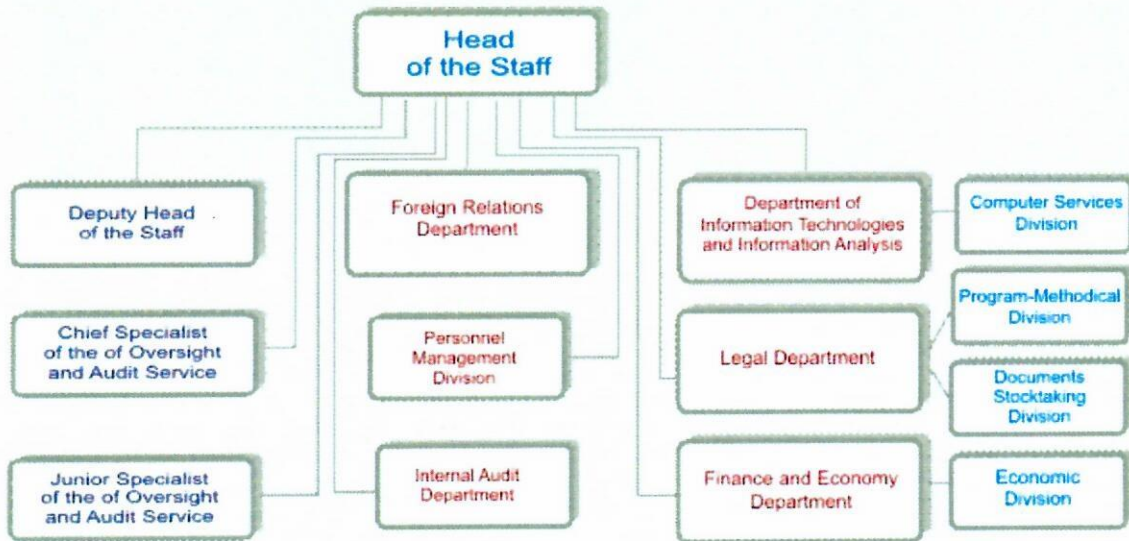 Head
of the Staff
Deputy Head
of the Staff
Foreign Relations
Department
Department of
Information Technologies
and Information Analysis
Computer Services
Division
Chief Specialist
of the of Oversight
and Audit Service
Personnel
Management
Division
Legal Department
Program-Methodical
Division
Documents
Stocktaking
Division
Junior Specialist
of the of Oversight
and Audit Service
Internal Audit
Department
Finance and Economy
Department
Economic
Division